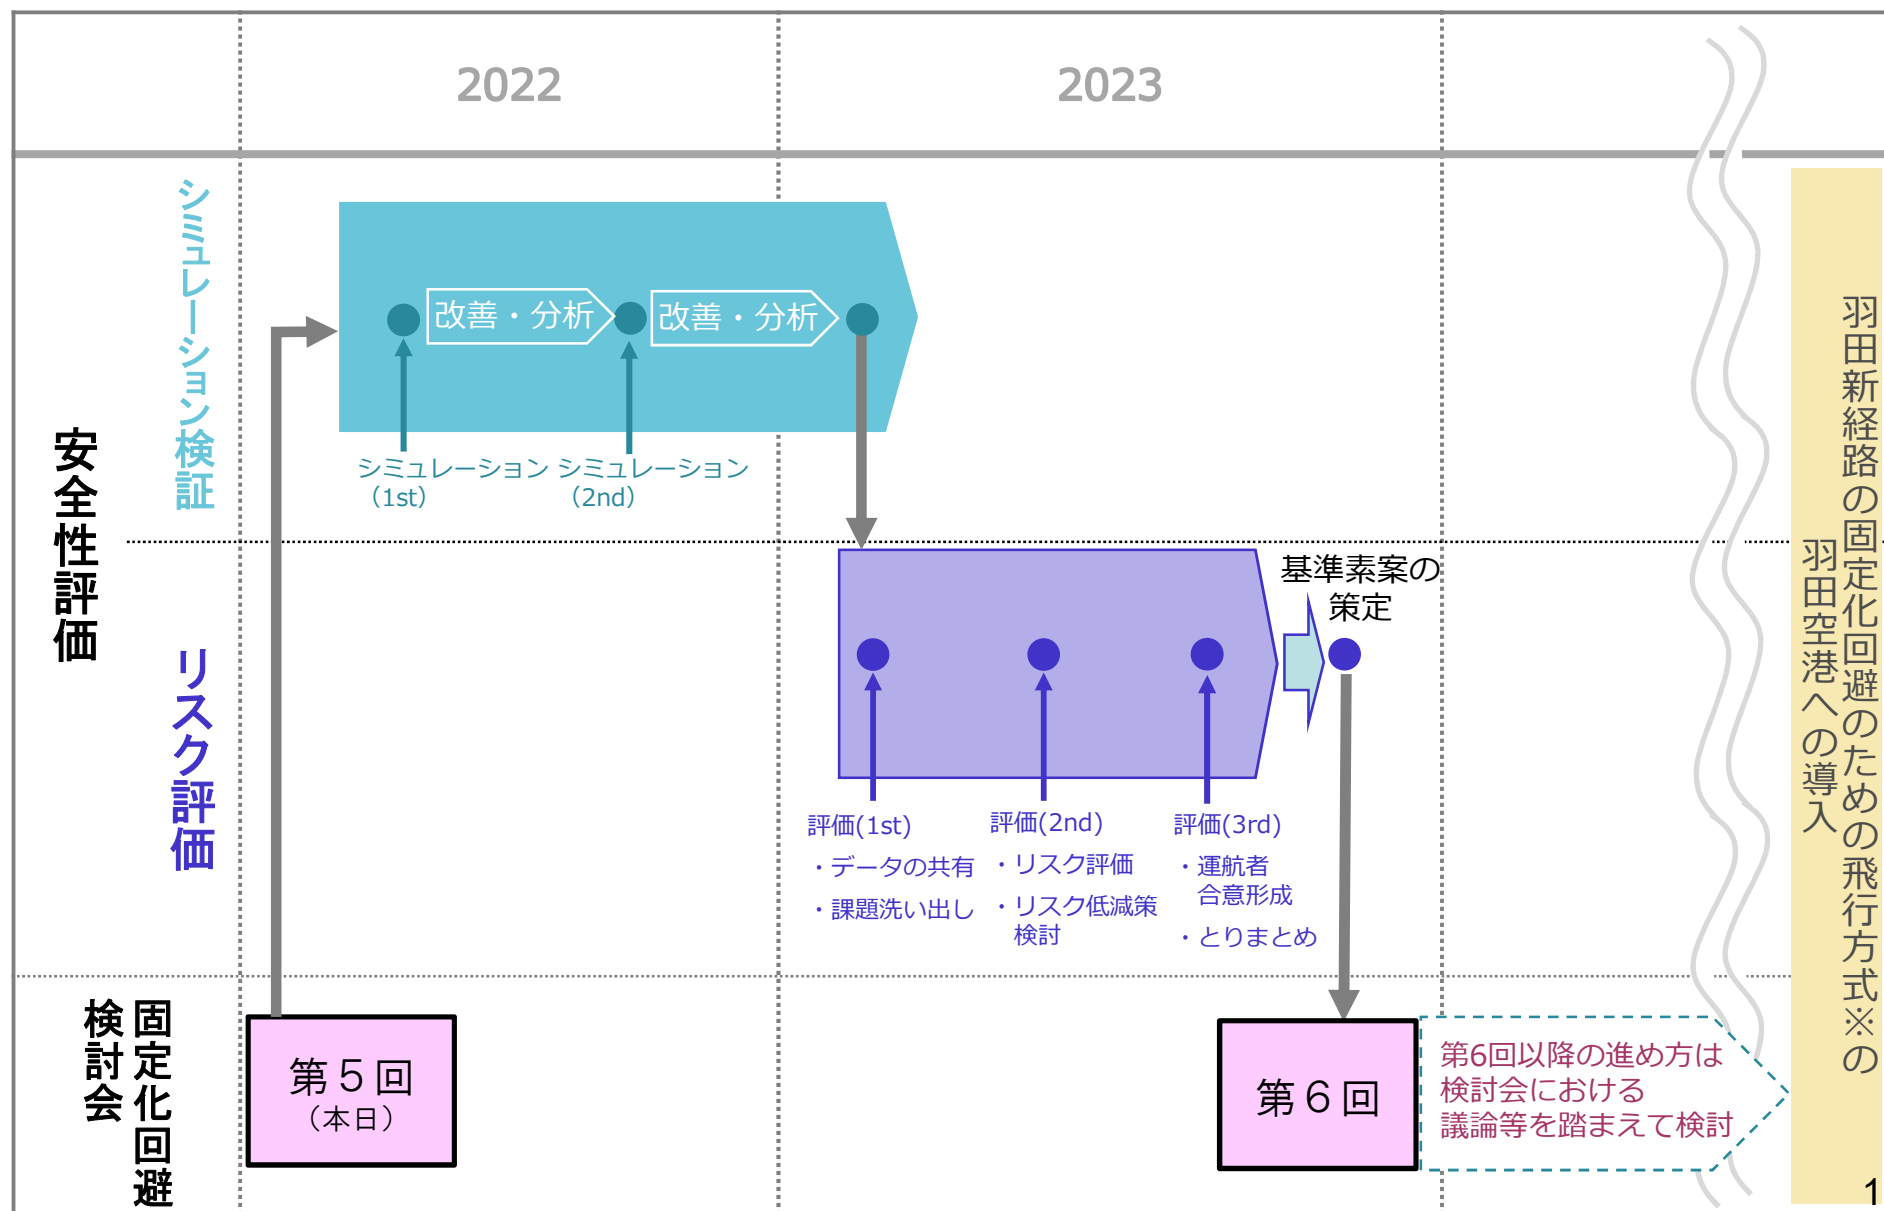 2022
2023
安全性評価
シミュレーション検証
改善・分析
改善・分析
シミュレーション
（1st）
シミュレーション
（2nd）
リスク評価
基準素案の
策定
評価(1st)
・データの共有
・課題洗い出し
評価(2nd)
・リスク評価
・リスク低減策
検討
評価(3rd)
・運航者
合意形成
・とりまとめ
固定化回避
検討会
第５回
（本日）
第６回
第6回以降の進め方は
検討会における
議論等を踏まえて検討
羽田新経路の固定化回避のための飛行方式※の
羽田空港への導入
1